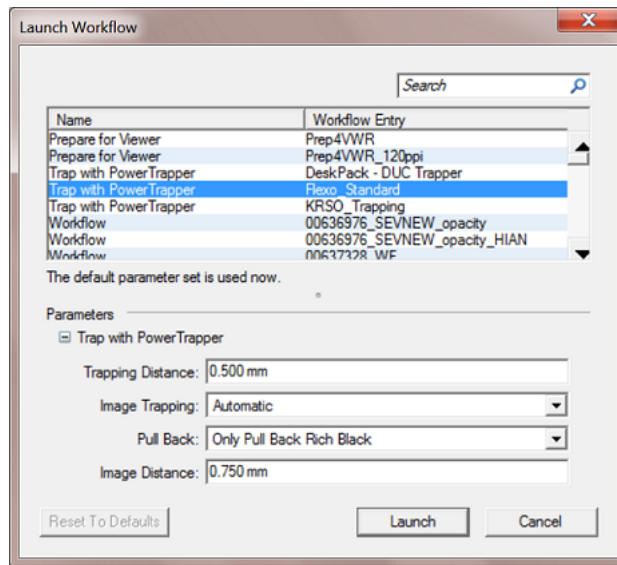 Launch Workflow
Search
Name Workflow Entry
Prepare for Viewer Prep4VWR
Prepare for Viewer Prep4VWR_120ppi
Trap with PowerTrapper DeskPack - DUC Trapper
Trap with PowerTrapper Flexo_Standard
Trap with PowerTrapper KRSO_Trapping
Workflow 00636976_SEVNEW_opacity
Workflow 00636976_SEVNEW_opacity_HIAN
Workflow 00637328_WF
The default parameter set is used now.
Parameters
Trap with PowerTrapper
Trapping Distance: 0.500 mm
Image Trapping: Automatic
Pull Back: Only Pull Back Rich Black
Image Distance: 0.750 mm
Reset To Defaults Launch Cancel